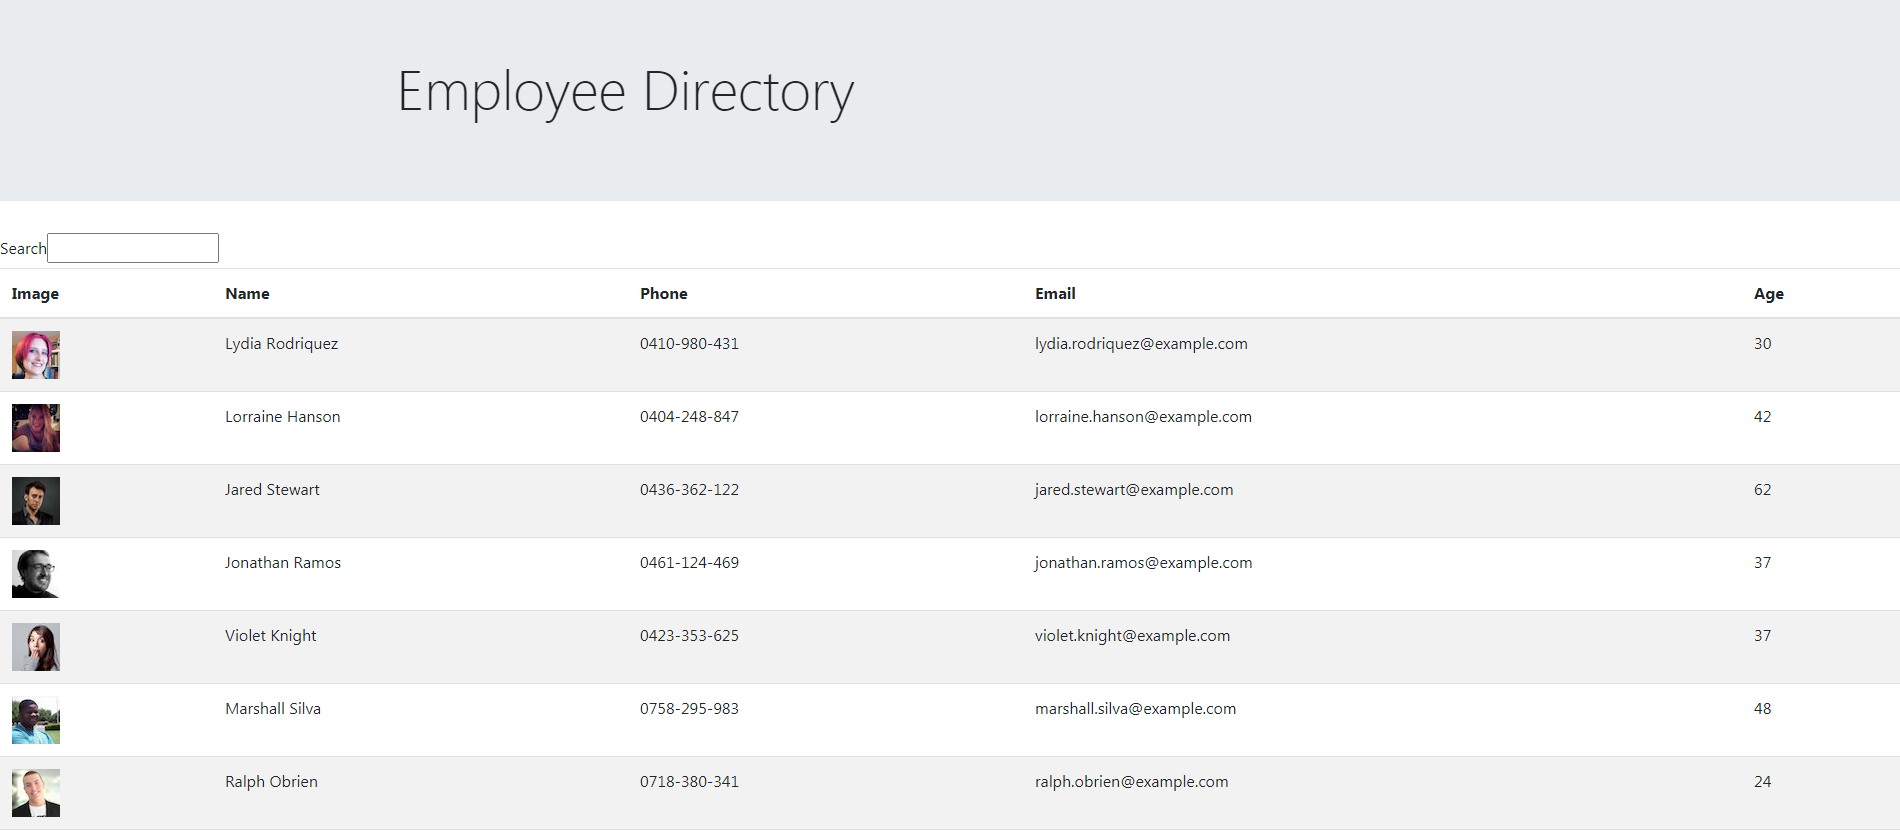 Employee Directory
Search
Image Name Phone Email Age
Lydia Rodriquez 0410-980-431 lydia.rodriquez@example.com 30
Lorraine Hanson 0404-248-847 lorraine.hanson@example.com 42
Jared Stewart 0436-362-122 jared.stewart@example.com 62
Jonathan Ramos 0461-124-469 jonathan.ramos@example.com 37
Violet Knight 0423-353-625 violet.knight@example.com 37
Marshall Silva 0758-295-983 marshall.silva@example.com 48
Ralph Obrien 0718-380-341 ralph.obrien@example.com 24